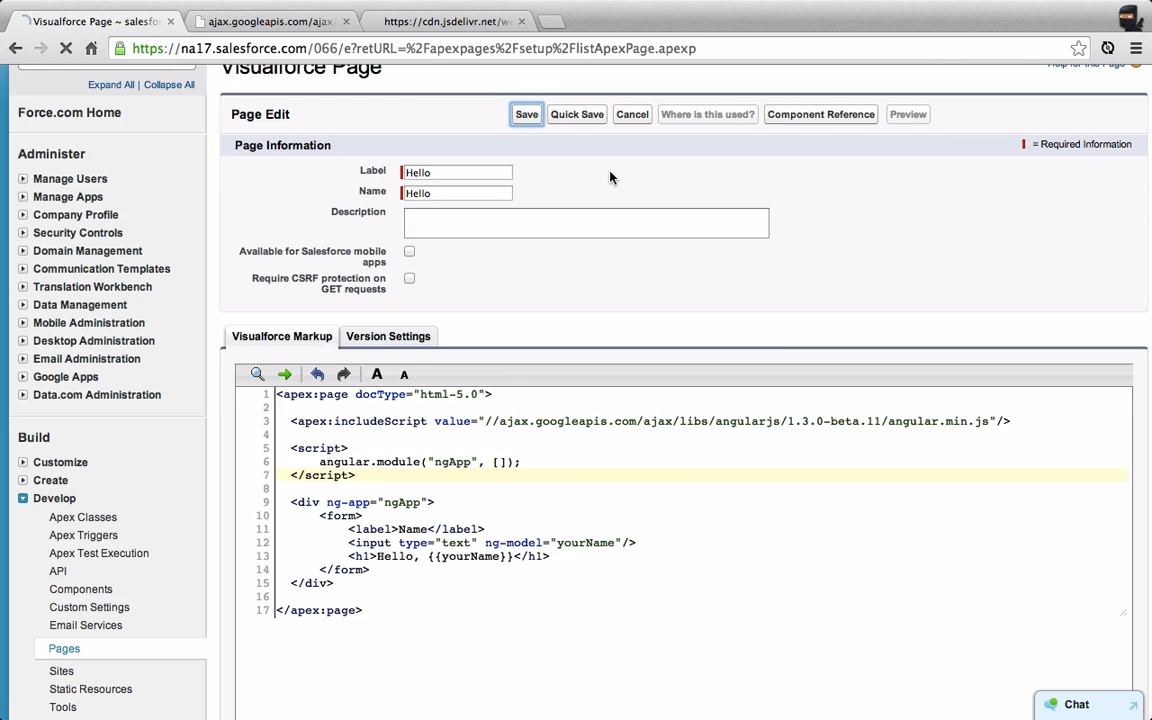 Visualforce Page ~ salesfor
ajax.googleapis.com/ajax
https://cdn.jsdelivr.net/w
https://na17.salesforce.com/066/e?retURL=%2Fapexpages%2Fsetup%2FlistApexPage.apexp
Expand All | Collapse All
Force.com Home
Administer
Manage Users
Manage Apps
Company Profile
Security Controls
Domain Management
Communication Templates
Translation Workbench
Data Management
Mobile Administration
Desktop Administration
Email Administration
Google Apps
Data.com Administration
Build
Customize
Create
Develop
Apex Classes
Apex Triggers
Apex Test Execution
API
Components
Custom Settings
Email Services
Pages
Sites
Static Resources
Tools
Visualforce Page
Help for this Page
Page Edit
Save Quick Save Cancel Where is this used? Component Reference Preview
Page Information
= Required Information
Label Hello
Name Hello
Description
Available for Salesforce mobile
apps
Require CSRF protection on
GET requests
Visualforce Markup Version Settings
A A
1 <apex:page docType="html-5.0">
2
3 <apex:includeScript value="//ajax.googleapis.com/ajax/libs/angularjs/1.3.0-beta.11/angular.min.js"/>
4
5 <script>
6 angular.module("ngApp", []);
7 </script>
8
9 <div ng-app="ngApp">
10 <form>
11 <label>Name</label>
12 <input type="text" ng-model="yourName"/>
13 <h1>Hello, {{yourName}}</h1>
14 </form>
15 </div>
16
17 </apex:page>
Chat